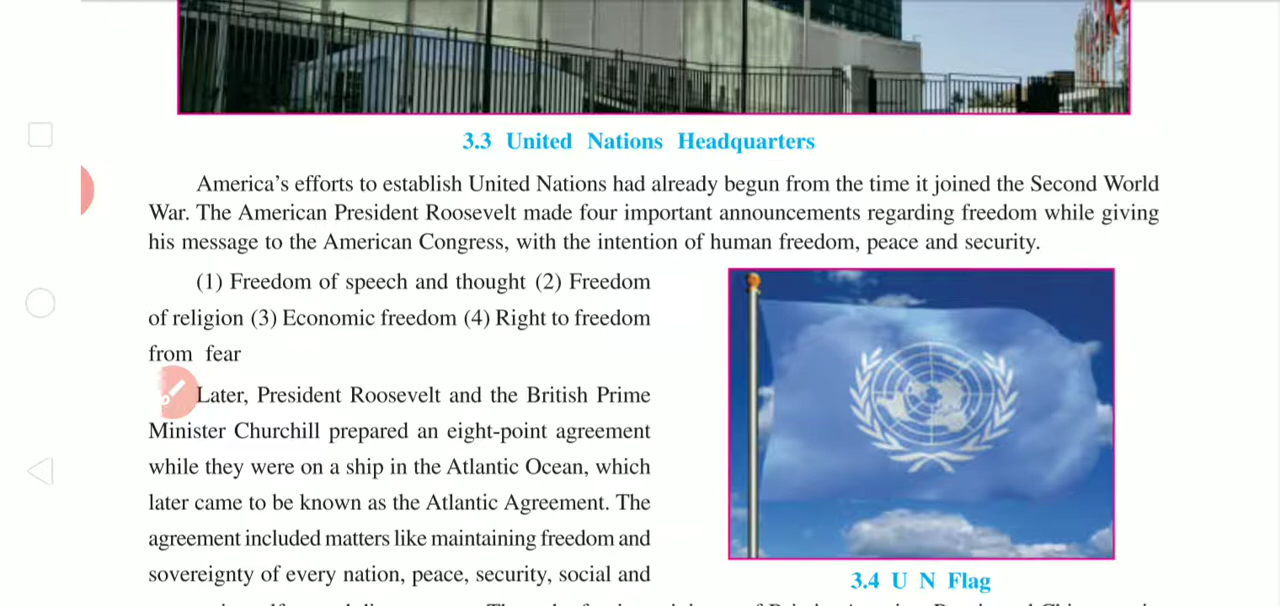 3.3 United Nations Headquarters
America’s efforts to establish United Nations had already begun from the time it joined the Second World
War. The American President Roosevelt made four important announcements regarding freedom while giving
his message to the American Congress, with the intention of human freedom, peace and security.
(1) Freedom of speech and thought (2) Freedom
of religion (3) Economic freedom (4) Right to freedom
from fear
Later, President Roosevelt and the British Prime
Minister Churchill prepared an eight-point agreement
while they were on a ship in the Atlantic Ocean, which
later came to be known as the Atlantic Agreement. The
agreement included matters like maintaining freedom and
sovereignty of every nation, peace, security, social and
3.4 U N Flag